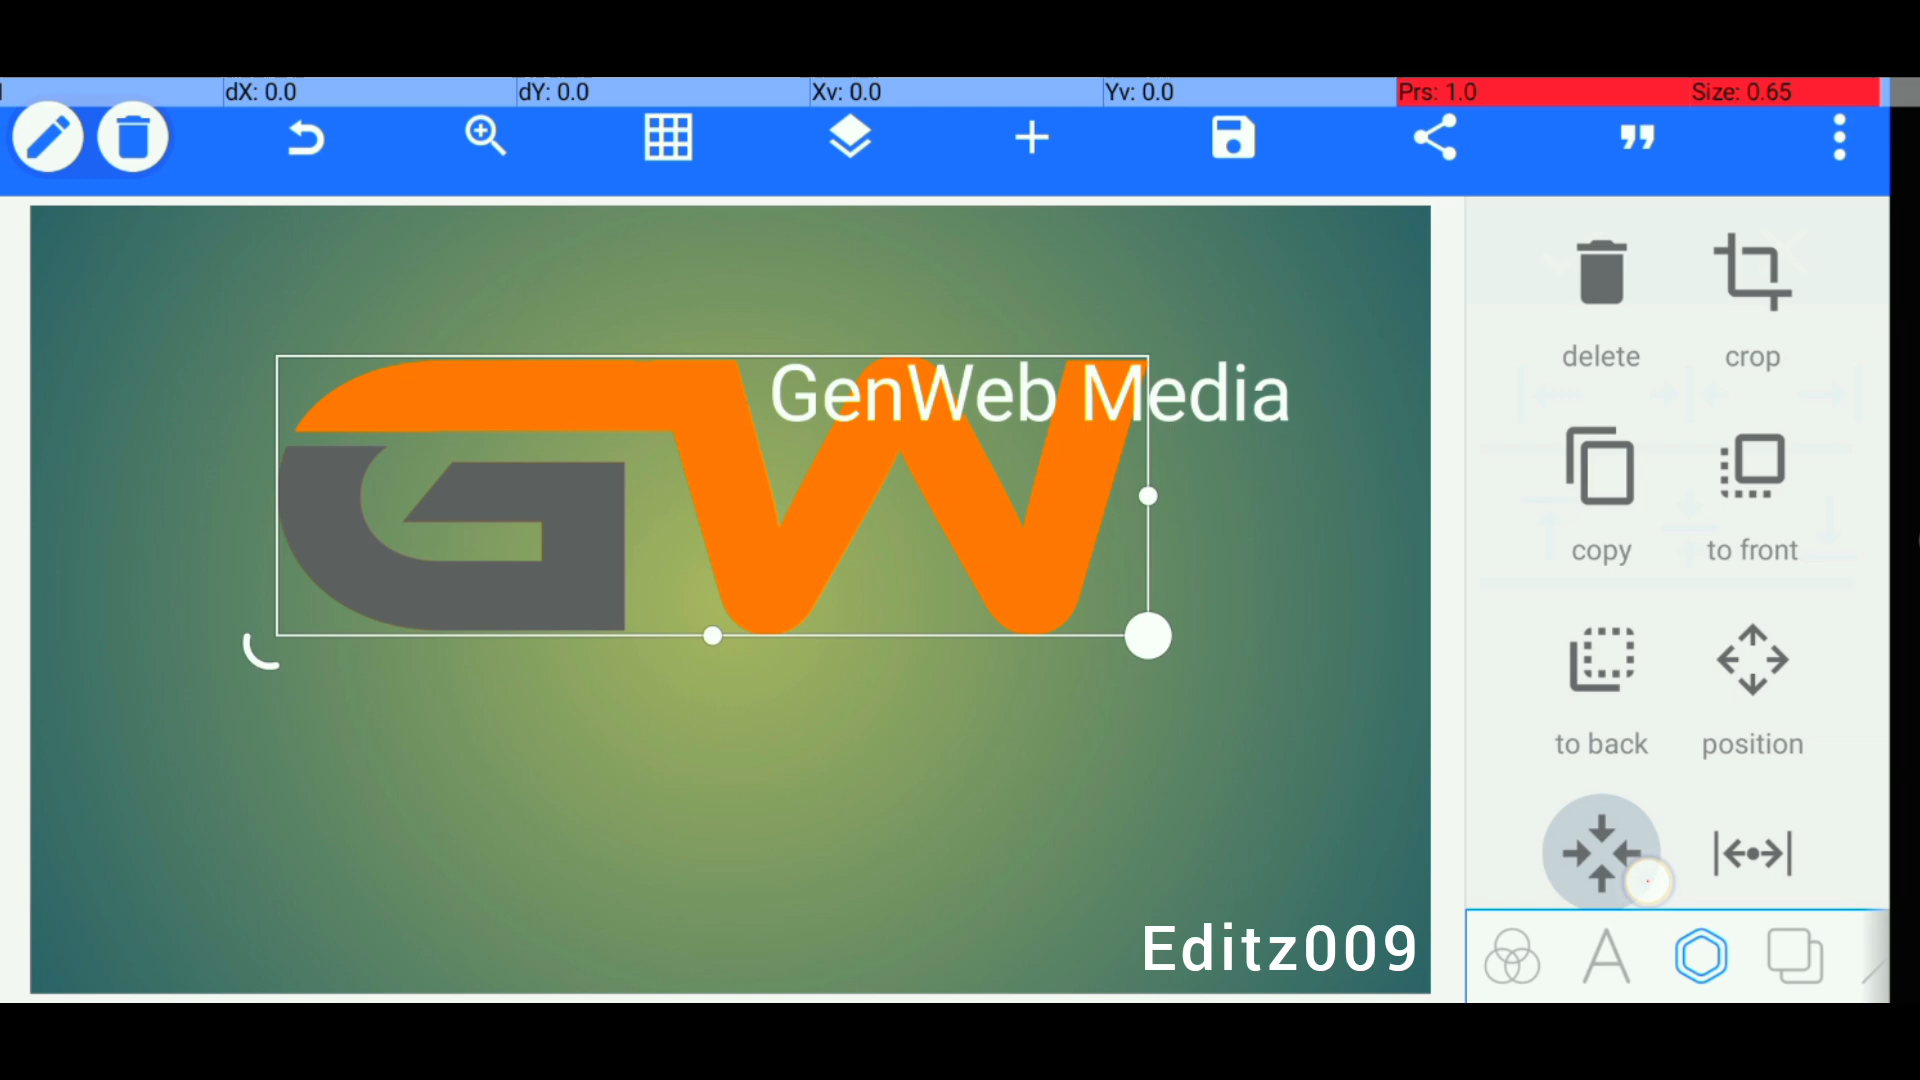 dX: 0.0 dY: 0.0 Xv: 0.0 Yv: 0.0 Prs: 1.0 Size: 0.65
GW
GenWeb Media
Editz009
delete crop
copy to front
to back position